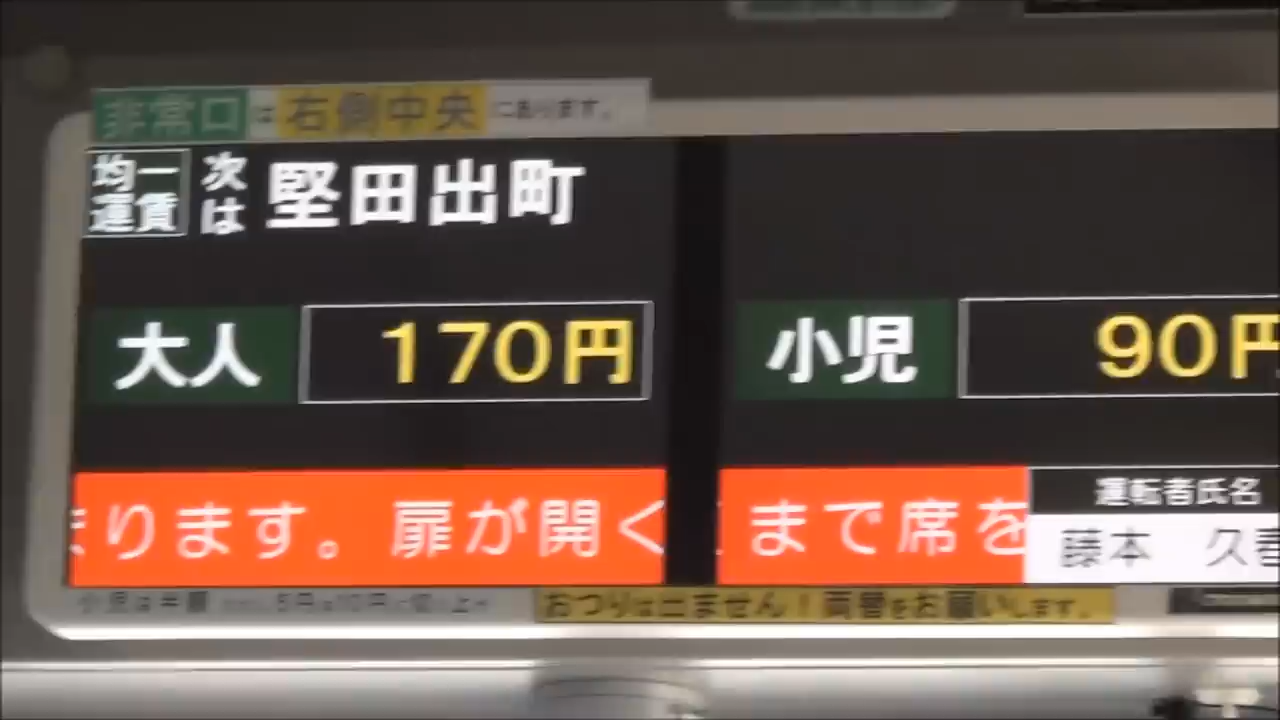 非常口は右側中央にあります。
均一運賃 次は 堅田出町
大人 170円 小児 90円
ります。扉が開くまで席を
運転者氏名
藤本 久
おつりは出ません！両替をお願いします。